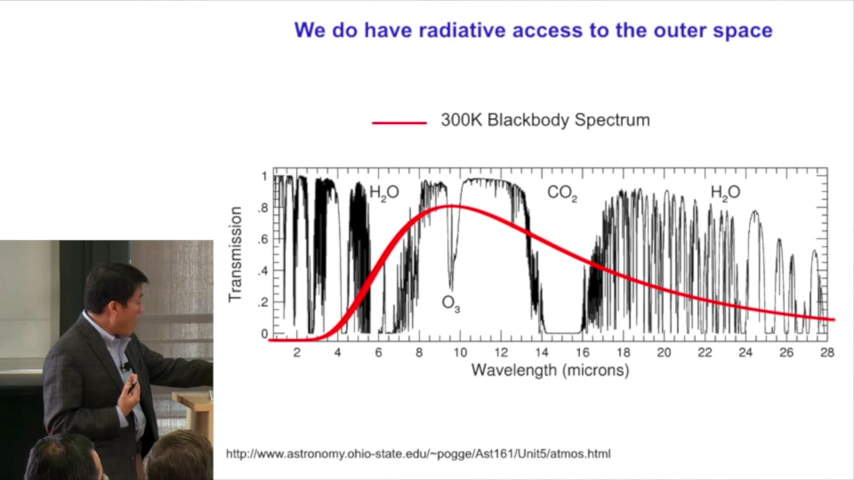 We do have radiative access to the outer space
300K Blackbody Spectrum
Transmission
1
.8
.6
.4
.2
0
H2O
CO2
H2O
O3
2 4 6 8 10 12 14 16 18 20 22 24 26 28
Wavelength (microns)
http://www.astronomy.ohio-state.edu/~pogge/Ast161/Unit5/atmos.html